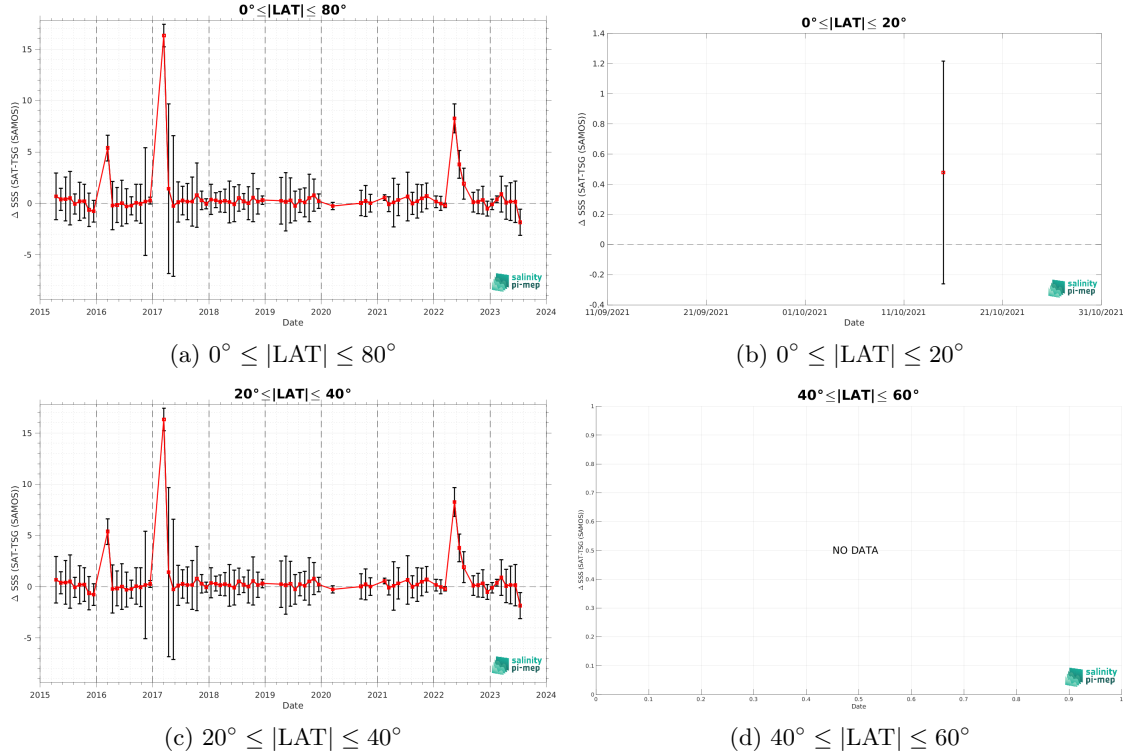 0°≤|LAT|≤ 80°
Δ SSS (SAT-TSG (SAMOS))
15
10
5
0
-5
2015 2016 2017 2018 2019 2020 2021 2022 2023 2024
Date
salinity
pi-mep
(a) 0° ≤ |LAT| ≤ 80°
0°≤|LAT|≤ 20°
Δ SSS (SAT-TSG (SAMOS))
1.4
1.2
1
0.8
0.6
0.4
0.2
0
-0.2
-0.4
11/09/2021 21/09/2021 01/10/2021 11/10/2021 21/10/2021 31/10/2021
Date
salinity
pi-mep
(b) 0° ≤ |LAT| ≤ 20°
20°≤|LAT|≤ 40°
Δ SSS (SAT-TSG (SAMOS))
15
10
5
0
-5
2015 2016 2017 2018 2019 2020 2021 2022 2023 2024
Date
salinity
pi-mep
(c) 20° ≤ |LAT| ≤ 40°
40°≤|LAT|≤ 60°
Δ SSS (SAT-TSG (SAMOS))
1
0.9
0.8
0.7
0.6
0.5
0.4
0.3
0.2
0.1
0
NO DATA
0 0.1 0.2 0.3 0.4 0.5 0.6 0.7 0.8 0.9 1
Date
salinity
pi-mep
(d) 40° ≤ |LAT| ≤ 60°